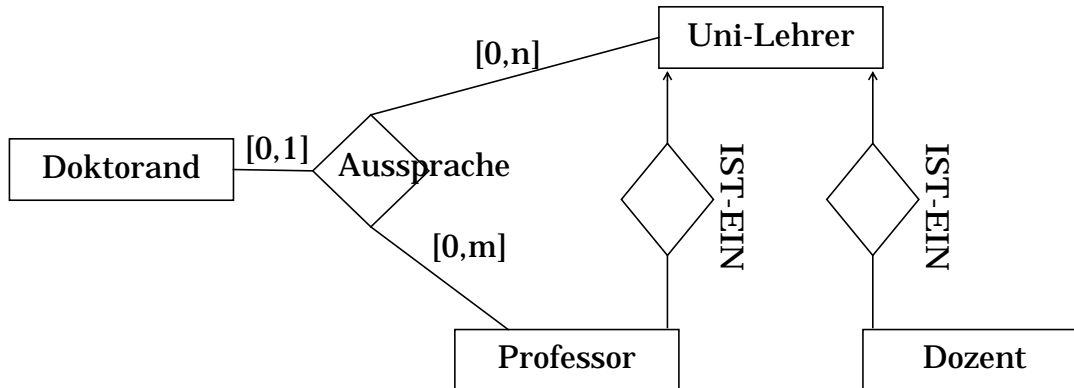 Uni-Lehrer
[0,n]
[0,1]
Doktorand
Aussprache
IST-EIN
IST-EIN
[0,m]
Professor
Dozent